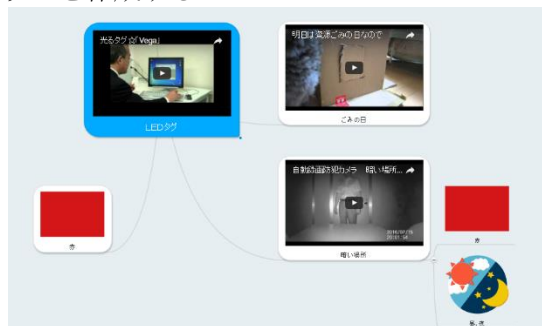 光るタグ☆「Vega」
LEDタグ
明日は資源ごみの日なので
ごみの日
自動録画防犯カメラ 暗い場所...
暗い場所
赤
赤